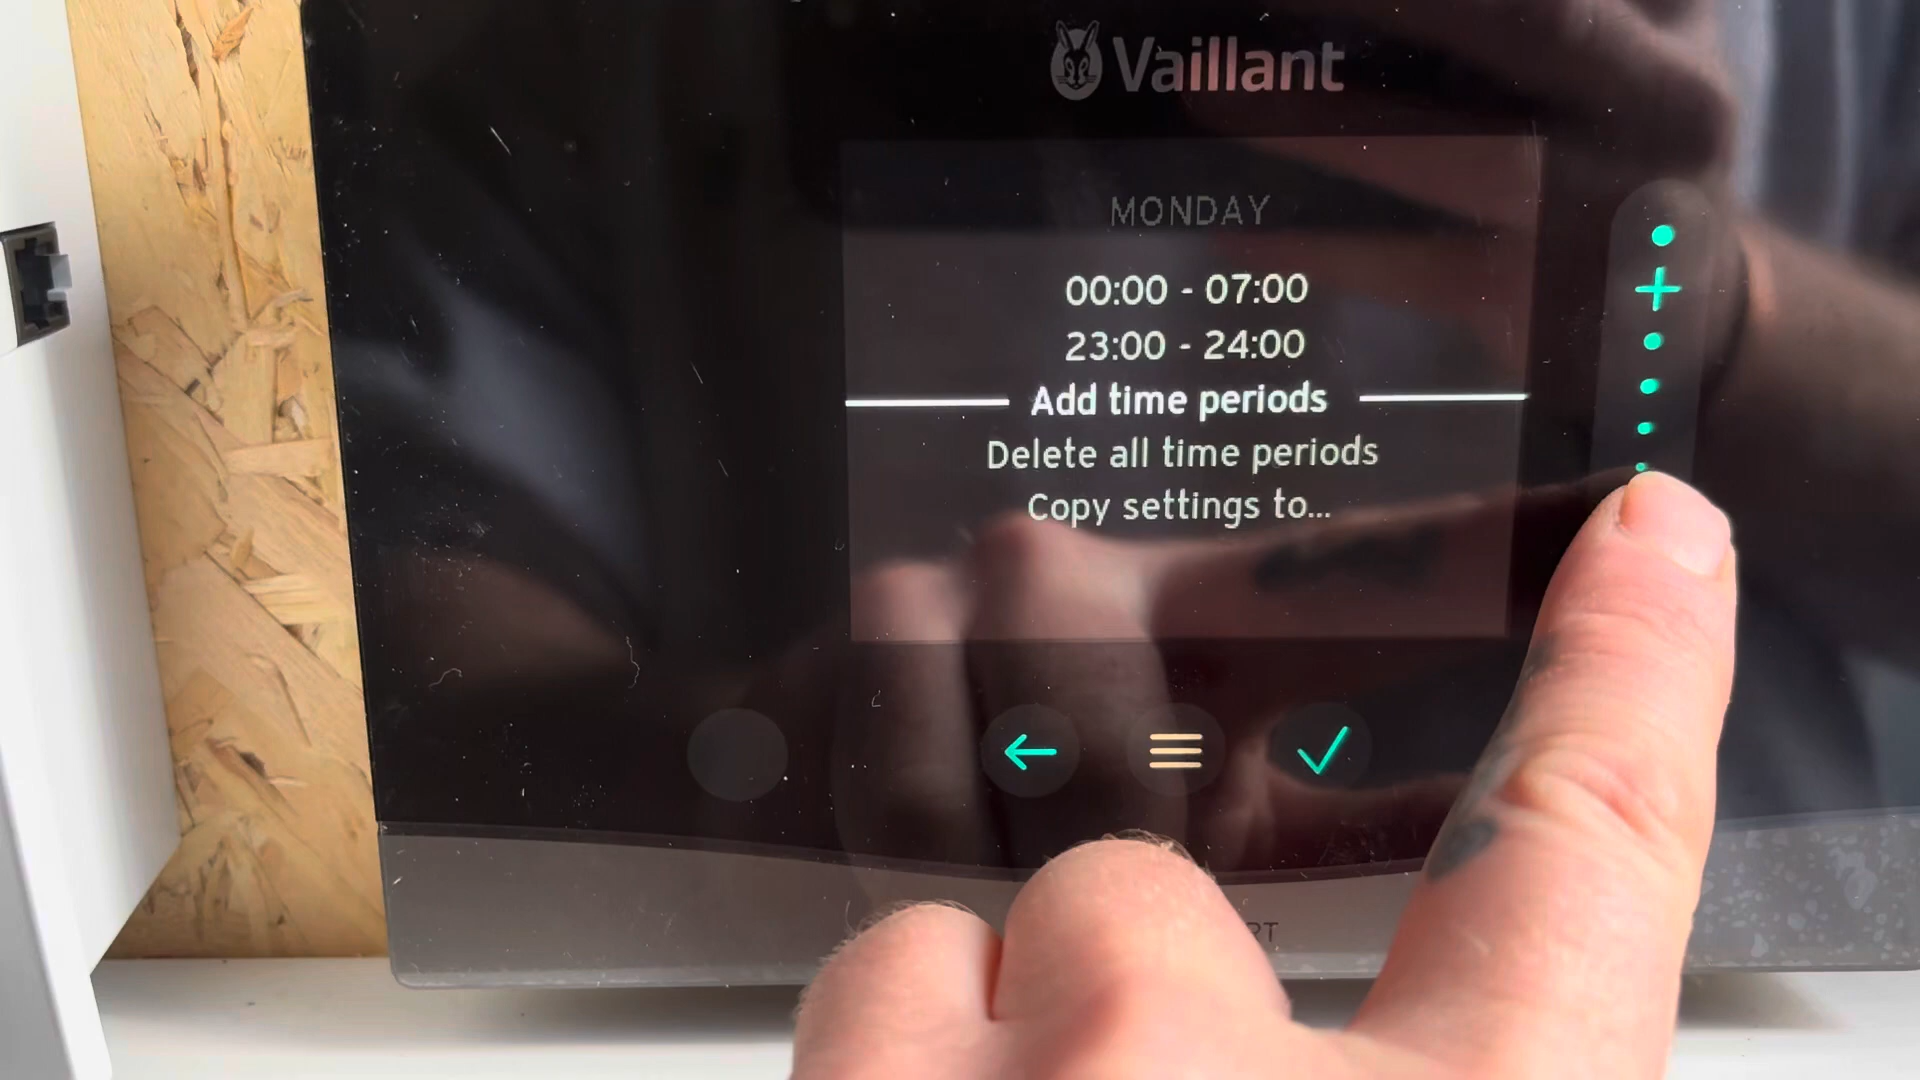 Vaillant
MONDAY
00:00 - 07:00
23:00 - 24:00
Add time periods
Delete all time periods
Copy settings to...